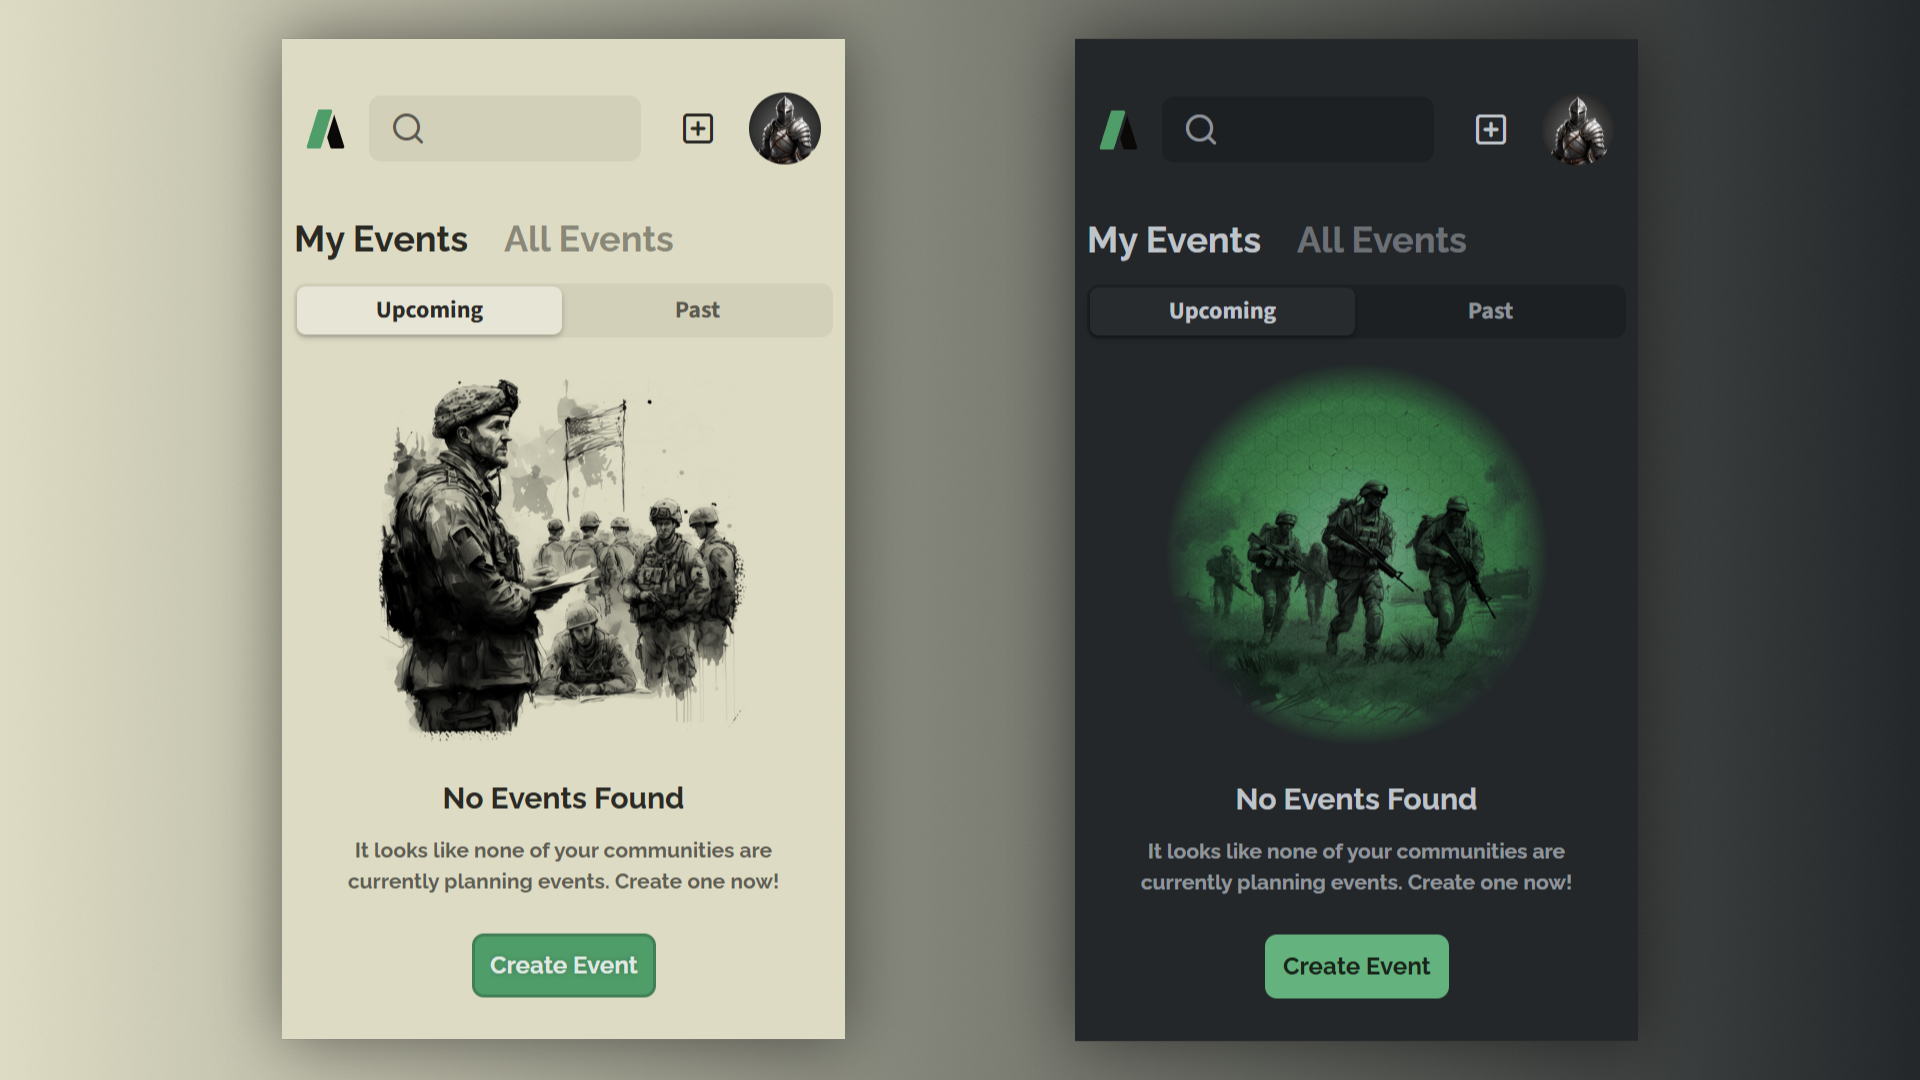 My Events All Events
Upcoming Past
No Events Found
It looks like none of your communities are
currently planning events. Create one now!
Create Event
My Events All Events
Upcoming Past
No Events Found
It looks like none of your communities are
currently planning events. Create one now!
Create Event